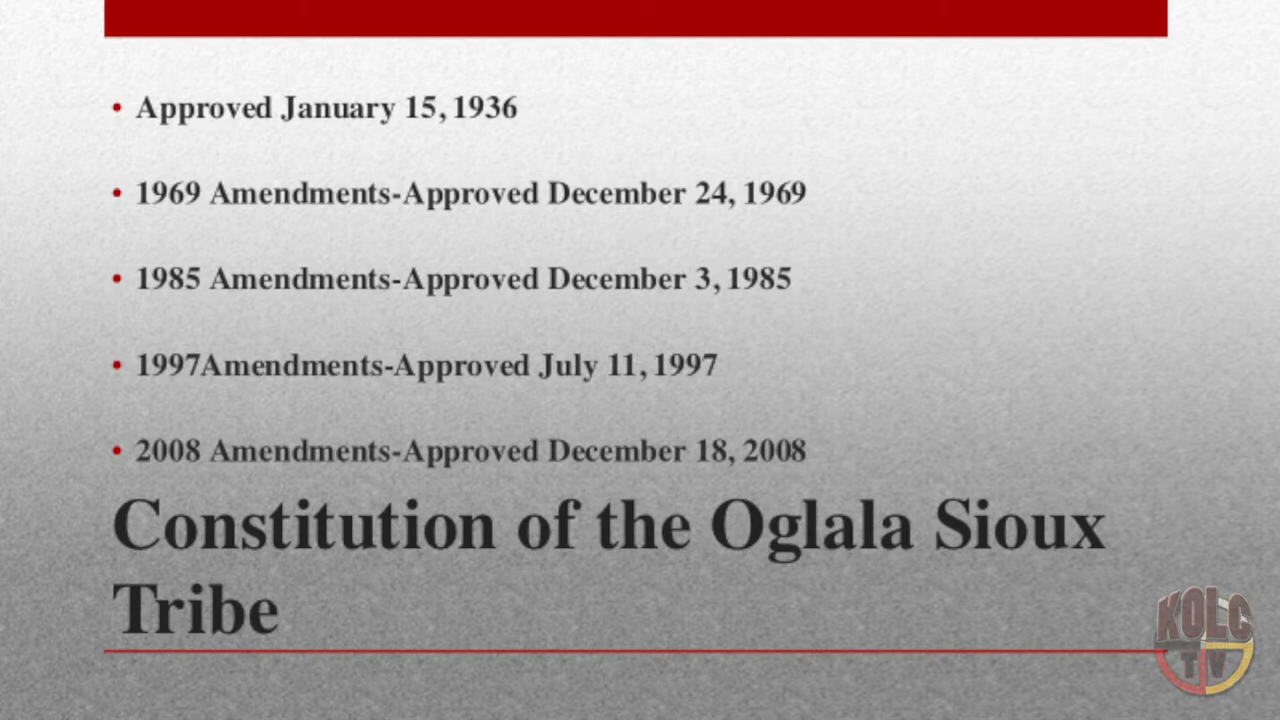 • Approved January 15, 1936
• 1969 Amendments-Approved December 24, 1969
• 1985 Amendments-Approved December 3, 1985
• 1997Amendments-Approved July 11, 1997
• 2008 Amendments-Approved December 18, 2008
Constitution of the Oglala Sioux
Tribe
KOLC
TV